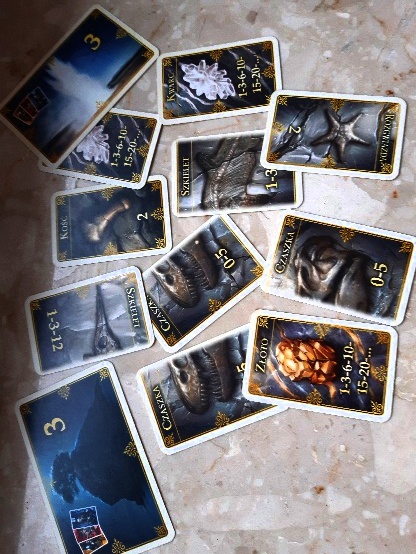 3
KWARC
1-3-6-10-
15-20-...
1-3-6-10-
15-20-...
ROZGWIAZDA
2
SZKIELET
1-3
KOŚĆ
2
CZASZKA
0-5
CZASZKA
0-5
SZKIELET
1-3-12
CZASZKA
5
ZŁOTO
1-3-6-10-
15-20-...
3